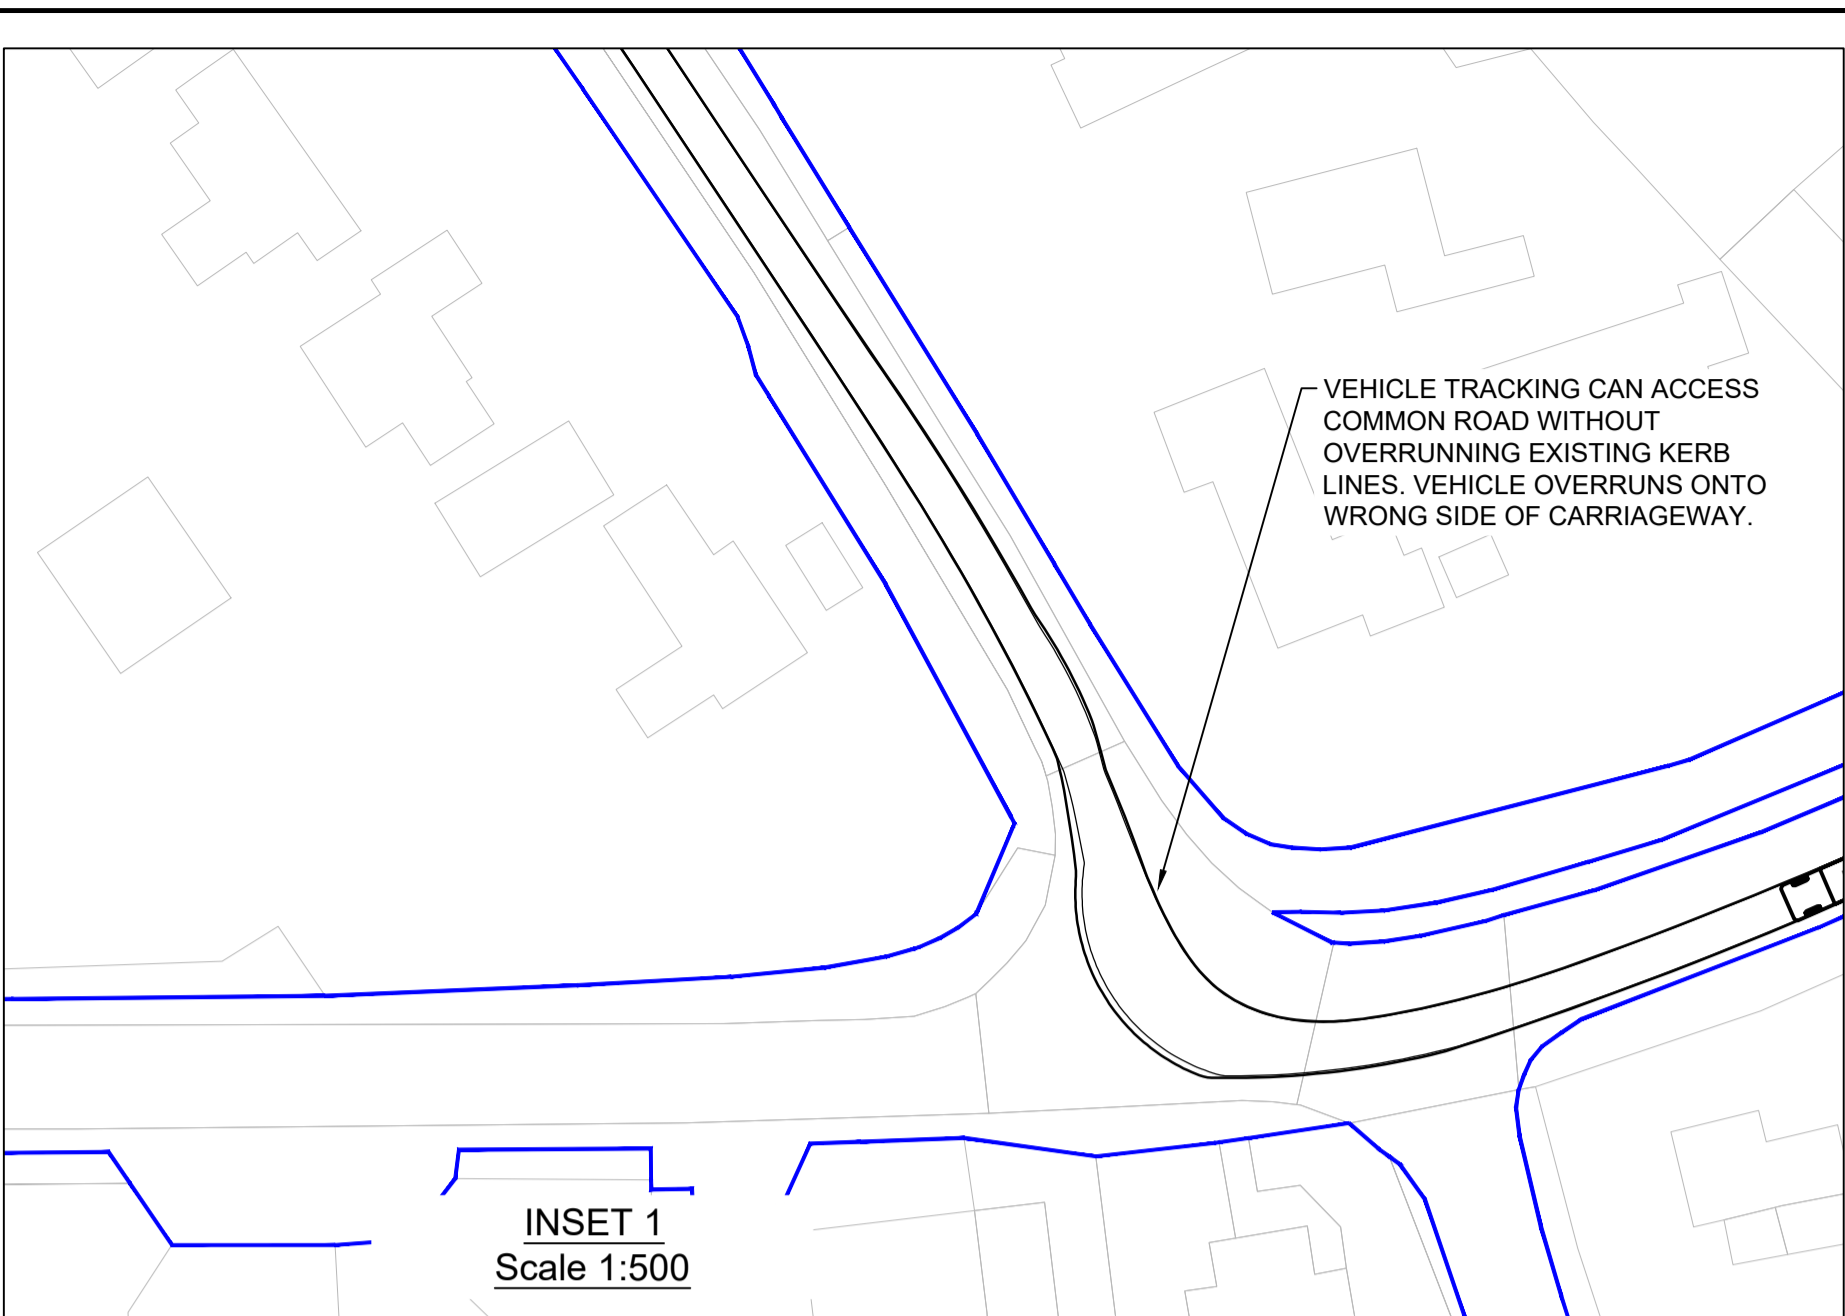 VEHICLE TRACKING CAN ACCESS
COMMON ROAD WITHOUT
OVERRUNNING EXISTING KERB
LINES. VEHICLE OVERRUNS ONTO
WRONG SIDE OF CARRIAGEWAY.
INSET 1
Scale 1:500